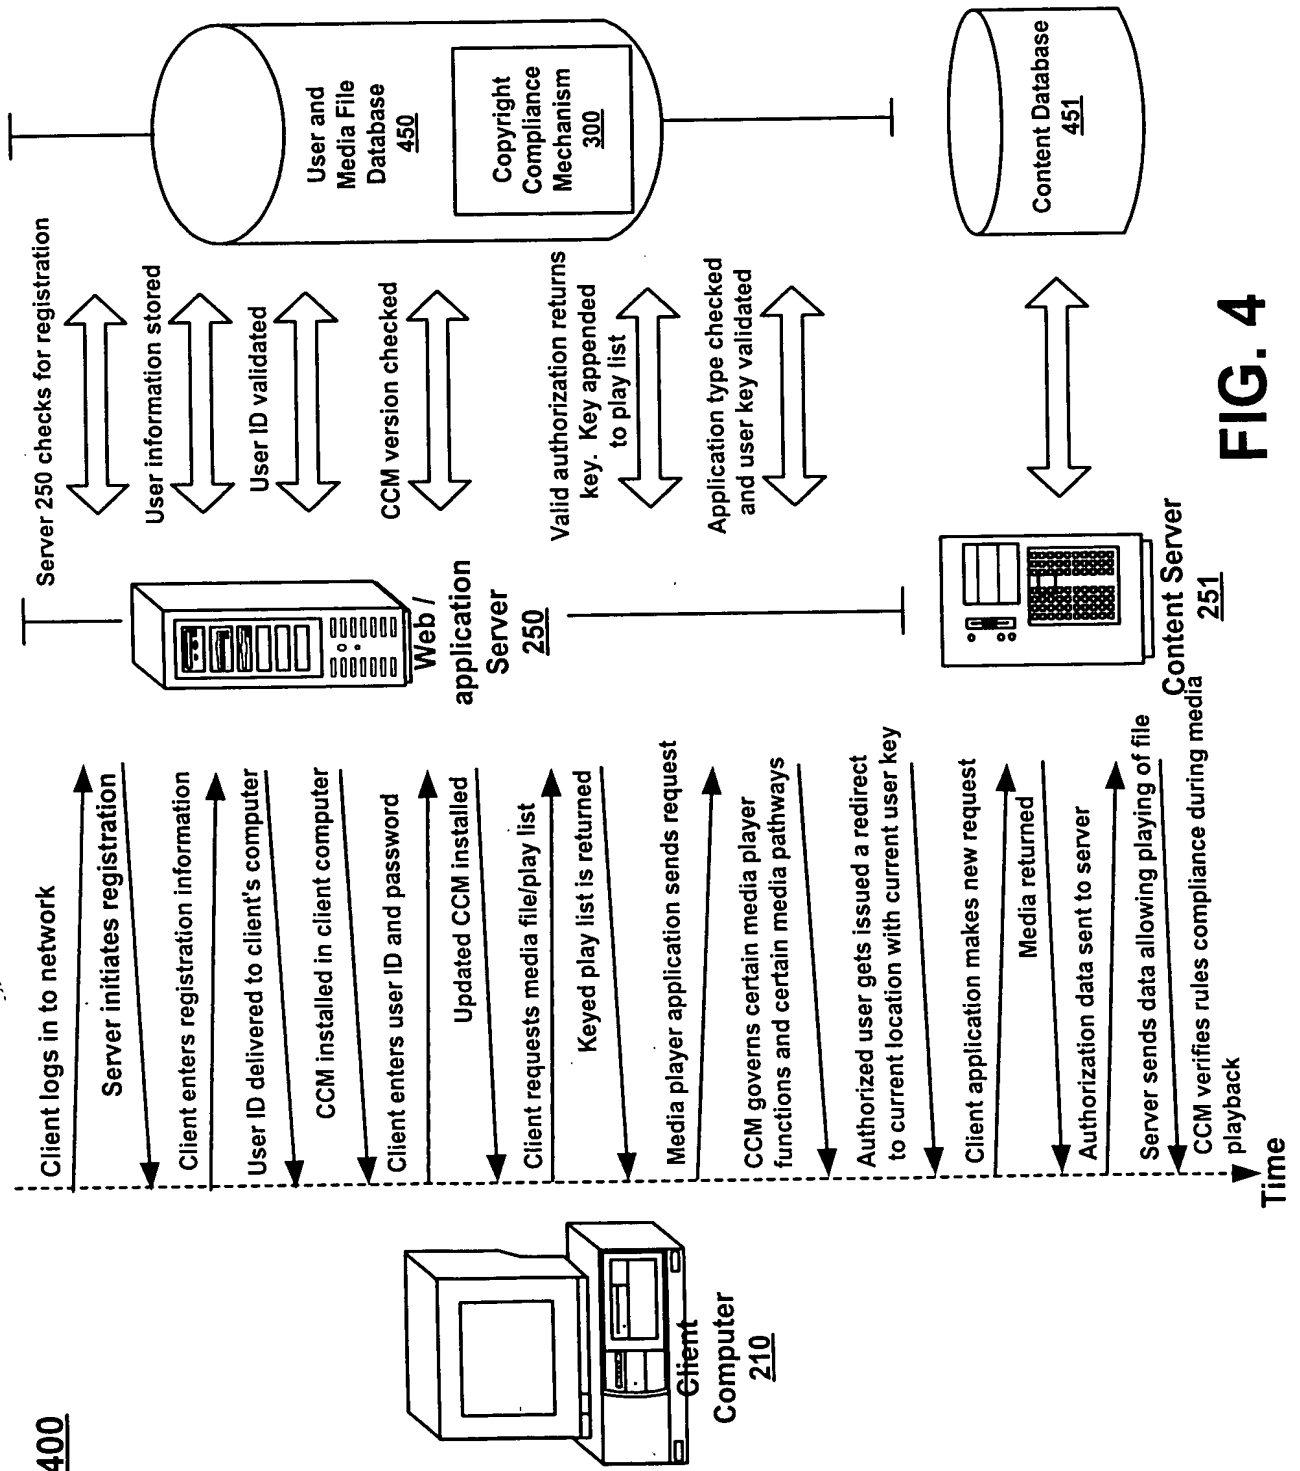 400
Client
Computer
210
Client logs in to network
Server initiates registration
Client enters registration information
User ID delivered to client's computer
CCM installed in client computer
Client enters user ID and password
Updated CCM installed
Client requests media file/play list
Keyed play list is returned
Media player application sends request
CCM governs certain media player
functions and certain media pathways
Authorized user gets issued a redirect
to current location with current user key
Client application makes new request
Media returned
Authorization data sent to server
Server sends data allowing playing of file
CCM verifies rules compliance during media
playback
Time
Web /
application
Server
250
Content Server
251
Server 250 checks for registration
User information stored
User ID validated
CCM version checked
Valid authorization returns
key. Key appended
to play list
Application type checked
and user key validated
User and
Media File
Database
450
Copyright
Compliance
Mechanism
300
Content Database
451
FIG. 4